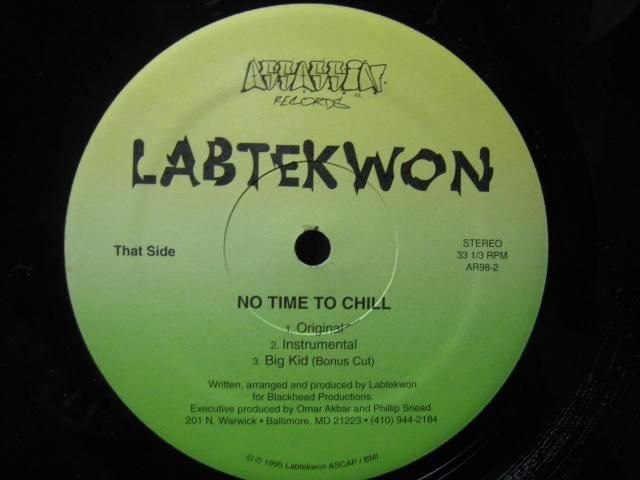 ASSASSIN
RECORDS
LABTEKWON
That Side
STEREO
33 1/3 RPM
AR98-2
NO TIME TO CHILL
1. Original
2. Instrumental
3. Big Kid (Bonus Cut)
Written, arranged and produced by Labtekwon
for Blackhead Productions.
Executive produced by Omar Akbar and Phillip Snead.
201 N. Warwick • Baltimore, MD 21223 • (410) 944-2184
© ℗ 1995 Labtekwon ASCAP / BMI